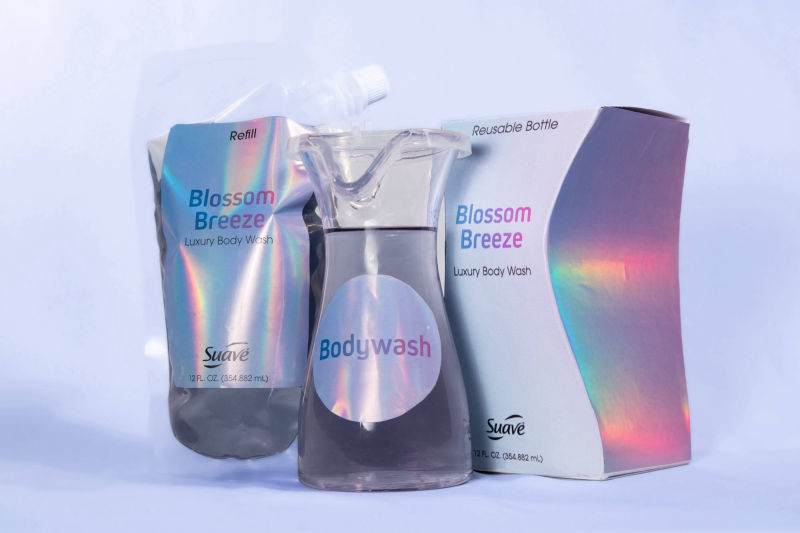 Refill
Blossom
Breeze
Luxury Body Wash
Suave
12 FL. OZ. (354.882 mL)
Bodywash
Reusable Bottle
Blossom
Breeze
Luxury Body Wash
Suave
12 FL. OZ. (354.882 mL)